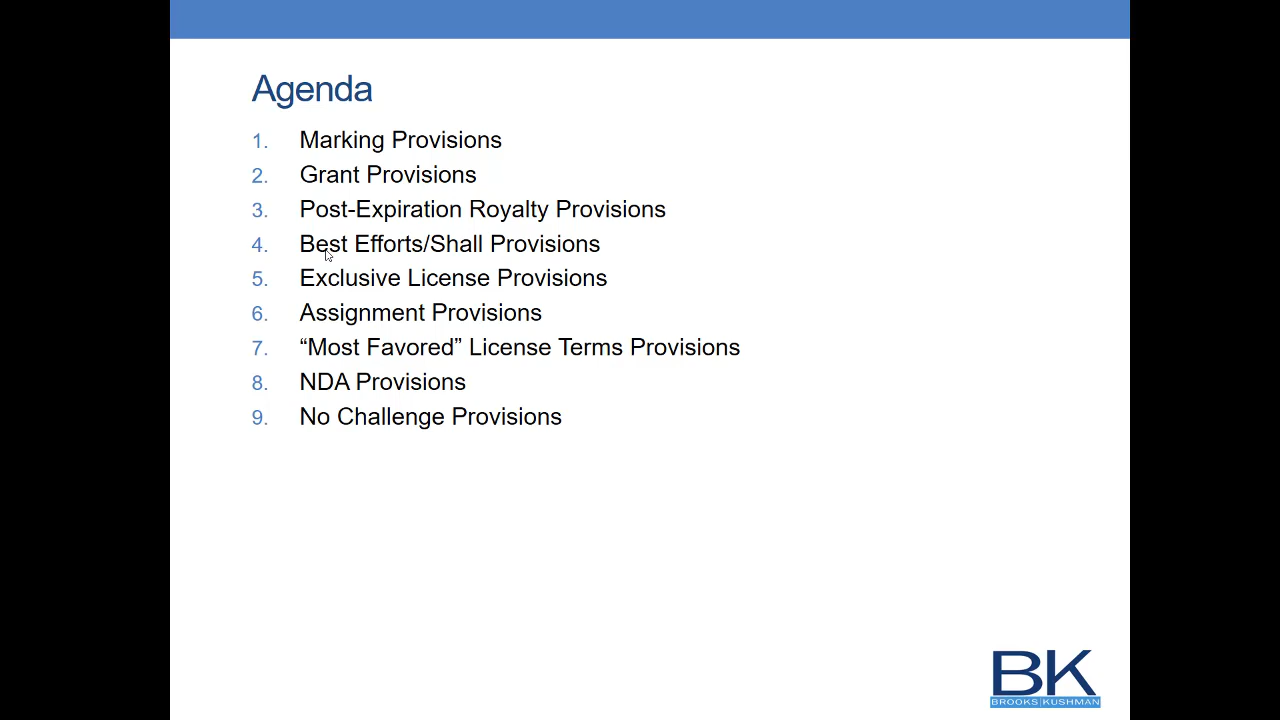 Agenda
1. Marking Provisions
2. Grant Provisions
3. Post-Expiration Royalty Provisions
4. Best Efforts/Shall Provisions
5. Exclusive License Provisions
6. Assignment Provisions
7. “Most Favored” License Terms Provisions
8. NDA Provisions
9. No Challenge Provisions
BK
BROOKS|KUSHMAN